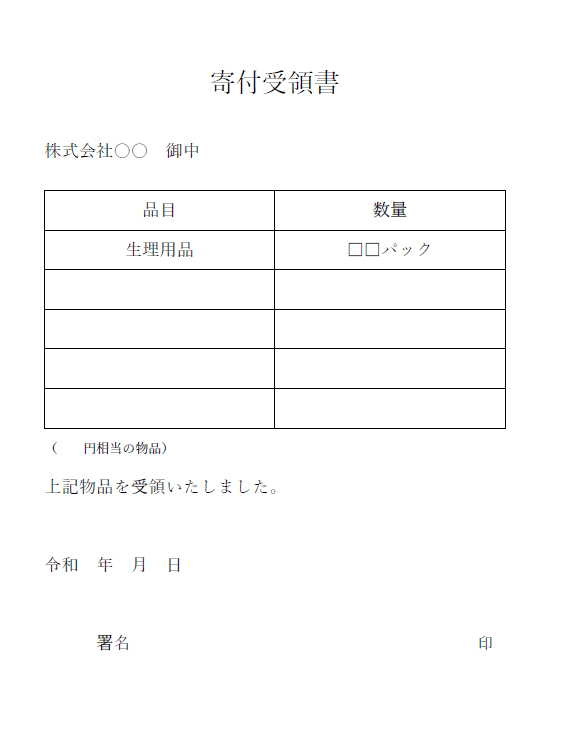 寄付受領書
株式会社〇〇　御中
品目　数量
生理用品　□□パック
（　　円相当の物品）
上記物品を受領いたしました。
令和　年　月　日
署名　印